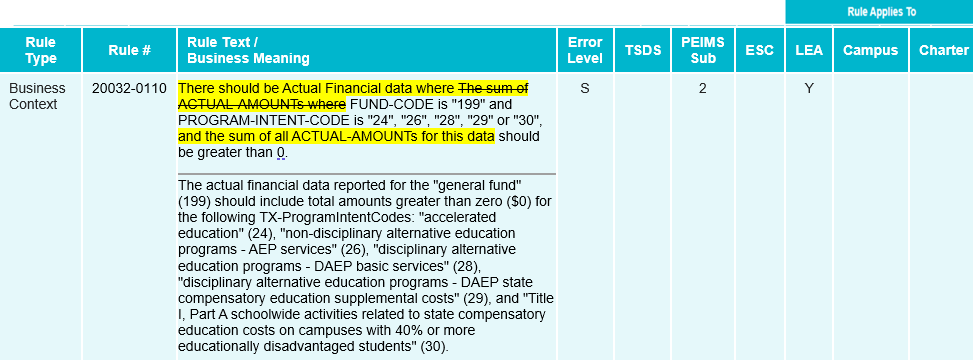 Rule Applies To
Rule Type
Rule #
Rule Text / Business Meaning
Error Level
TSDS
PEIMS Sub
ESC
LEA
Campus
Charter
Business Context
20032-0110
There should be Actual Financial data where The sum of
ACTUAL-AMOUNTs where FUND-CODE is "199" and
PROGRAM-INTENT-CODE is "24", "26", "28", "29" or "30",
and the sum of all ACTUAL-AMOUNTs for this data should
be greater than 0.
S
2
Y
The actual financial data reported for the "general fund"
(199) should include total amounts greater than zero ($0) for
the following TX-ProgramIntentCodes: "accelerated
education" (24), "non-disciplinary alternative education
programs - AEP services" (26), "disciplinary alternative
education programs - DAEP basic services" (28),
"disciplinary alternative education programs - DAEP state
compensatory education supplemental costs" (29), and "Title
I, Part A schoolwide activities related to state compensatory
education costs on campuses with 40% or more
educationally disadvantaged students" (30).